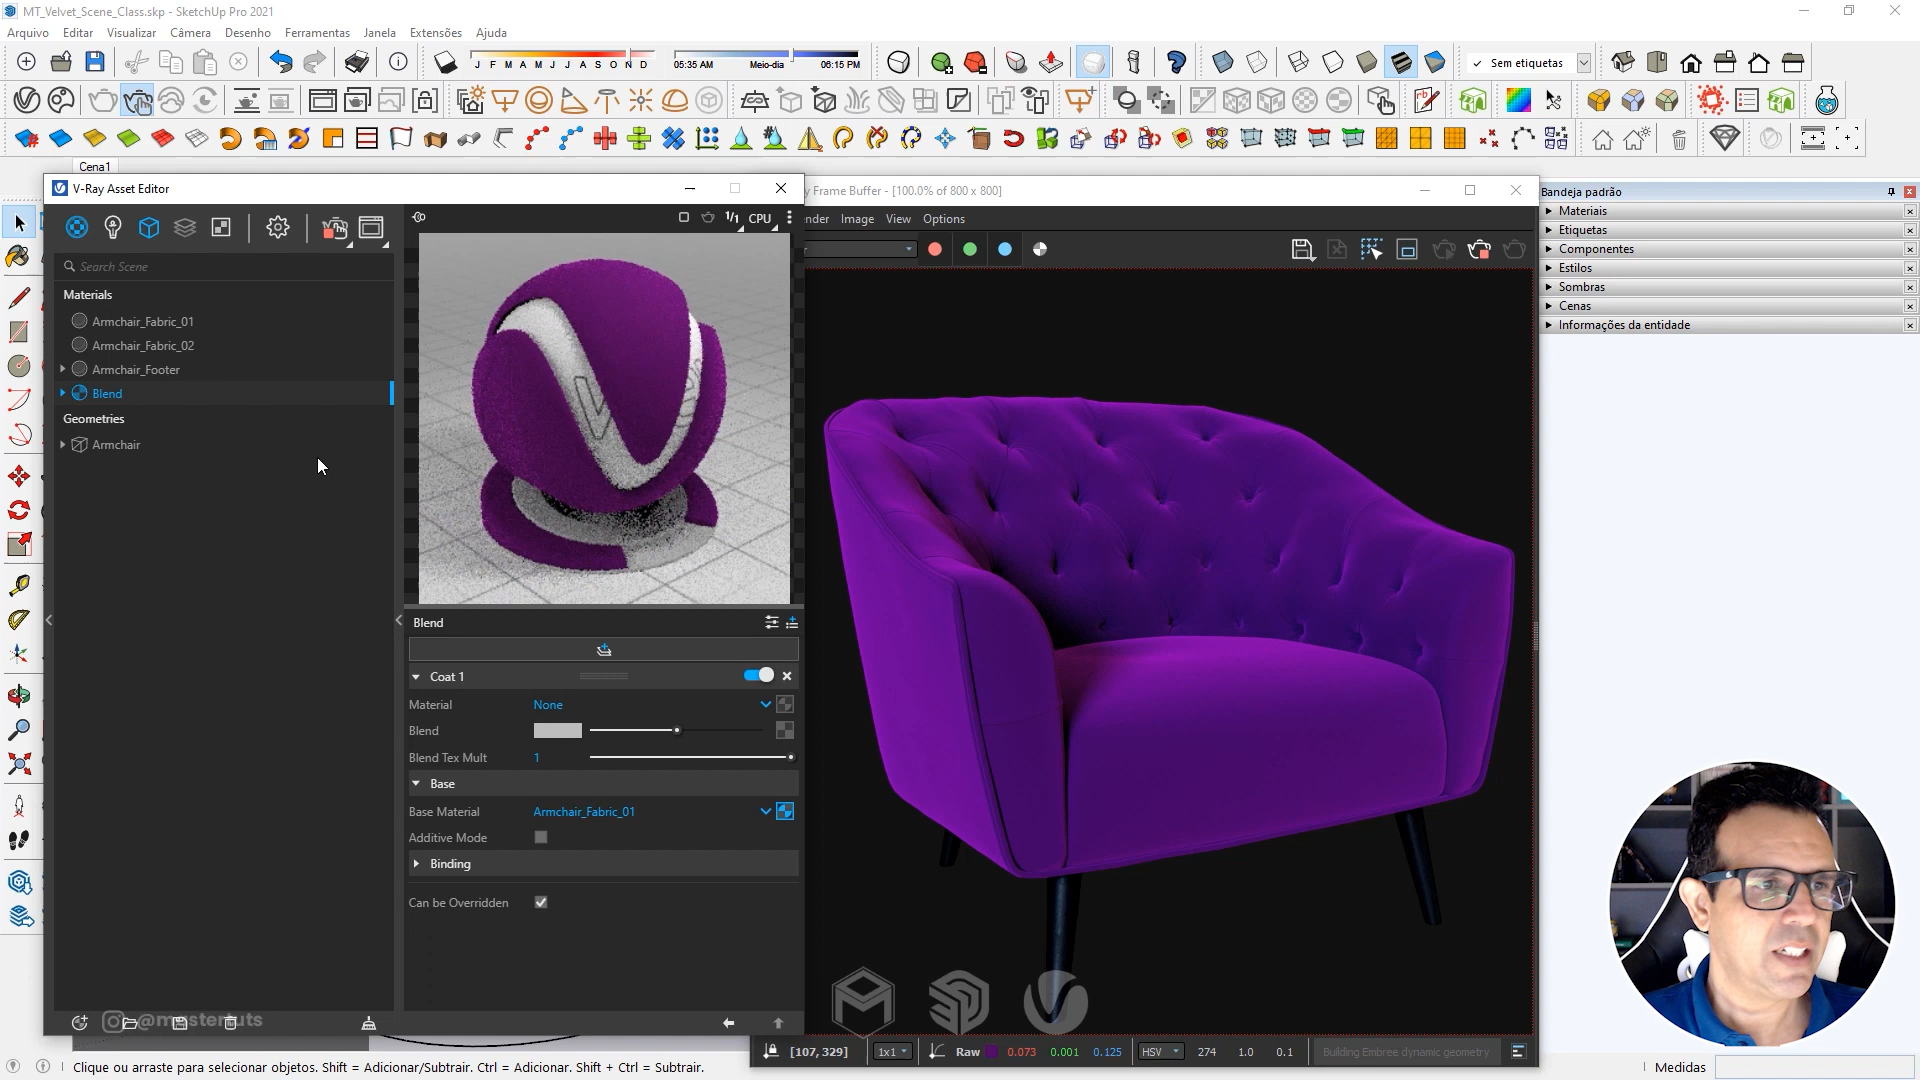 MT_Velvet_Scene_Class.skp - SketchUp Pro 2021
Arquivo Editar Visualizar Câmera Desenho Ferramentas Janela Extensões Ajuda
J F M A M J J A S O N D
05:35 AM Meio-dia 06:15 PM
Sem etiquetas
Cena1
V-Ray Asset Editor
Frame Buffer - [100.0% of 800 x 800]
Bandeja padrão
1/1 CPU
Image View Options
Materiais
Etiquetas
Componentes
Estilos
Sombras
Cenas
Informações da entidade
Search Scene
Materials
Armchair_Fabric_01
Armchair_Fabric_02
Armchair_Footer
Blend
Geometries
Armchair
Blend
Coat 1
Material None
Blend
Blend Tex Mult 1
Base
Base Material Armchair_Fabric_01
Additive Mode
Binding
Can be Overridden
@masternuts
[107, 329] 1x1 Raw 0.073 0.001 0.125 HSV 274 1.0 0.1 Building Embree dynamic geometry
Clique ou arraste para selecionar objetos. Shift = Adicionar/Subtrair. Ctrl = Adicionar. Shift + Ctrl = Subtrair.
Medidas